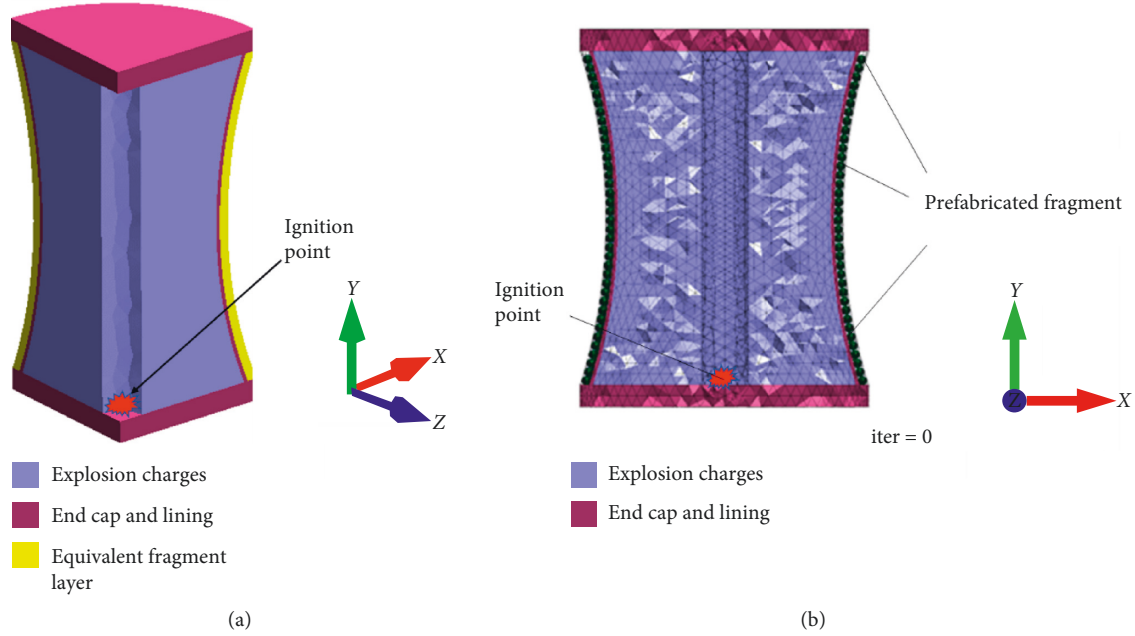 Ignition
point
Y
X
Z
Explosion charges
End cap and lining
Equivalent fragment
layer
(a)
Prefabricated fragment
Ignition
point
Y
Z
X
iter = 0
Explosion charges
End cap and lining
(b)